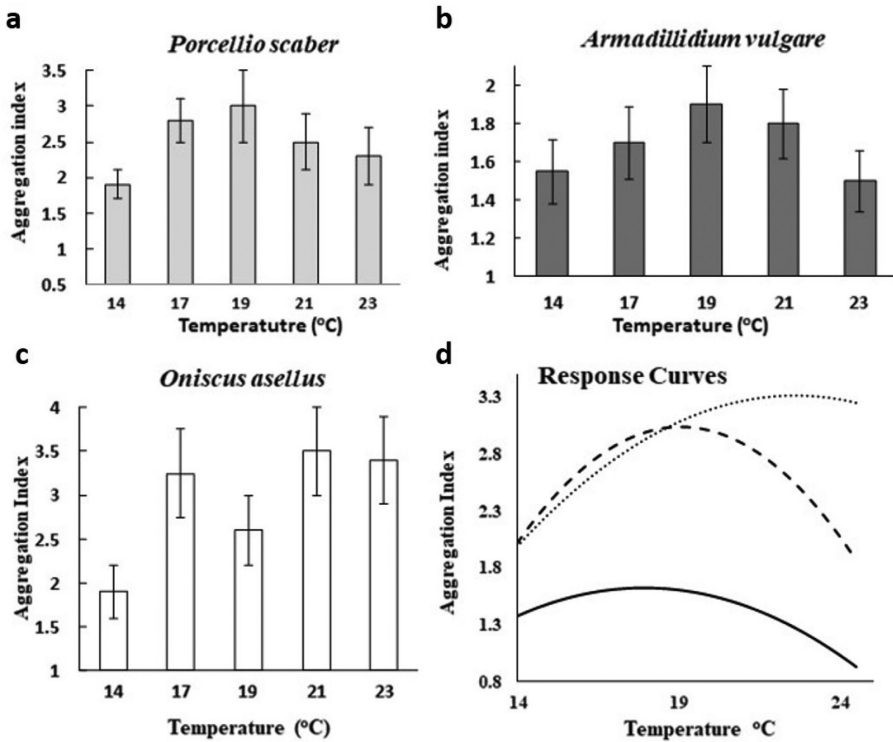 a
Porcellio scaber
Aggregation index
3.5
3
2.5
2
1.5
1
0.5
14 17 19 21 23
Temperatutre (°C)
b
Armadillidium vulgare
Aggregation index
2
1.8
1.6
1.4
1.2
1
14 17 19 21 23
Temperature (°C)
c
Oniscus asellus
Aggregation Index
4
3.5
3
2.5
2
1.5
1
14 17 19 21 23
Temperature (°C)
d
Response Curves
Aggregation Index
3.3
2.8
2.3
1.8
1.3
0.8
14 19 24
Temperature °C